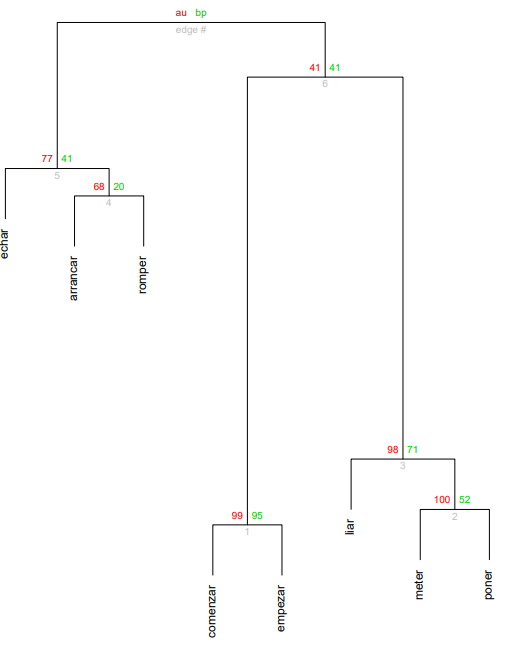 au bp
edge #
41 41
6
77 41
5
68 20
4
echar
arrancar
romper
98 71
3
100 52
2
99 95
1
liar
meter
poner
comenzar
empezar